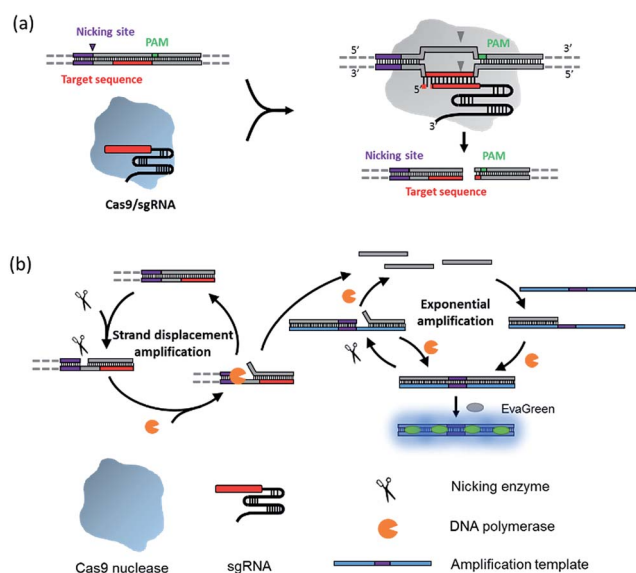 (a)
Nicking site
PAM
Target sequence
Cas9/sgRNA
5′
3′
PAM
3′
5′
5′
3′
Nicking site
PAM
Target sequence
(b)
Strand displacement
amplification
Exponential
amplification
EvaGreen
Nicking enzyme
DNA polymerase
Cas9 nuclease
sgRNA
Amplification template